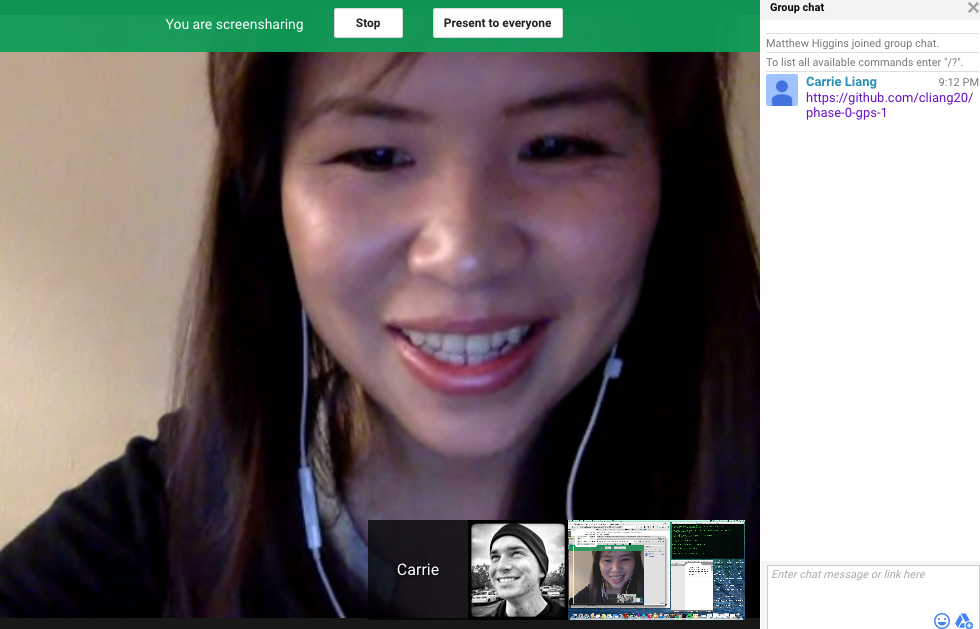 You are screensharing
Stop
Present to everyone
Group chat
Matthew Higgins joined group chat.
To list all available commands enter "/?".
Carrie Liang
9:12 PM
https://github.com/cliang20/
phase-0-gps-1
Carrie
Enter chat message or link here